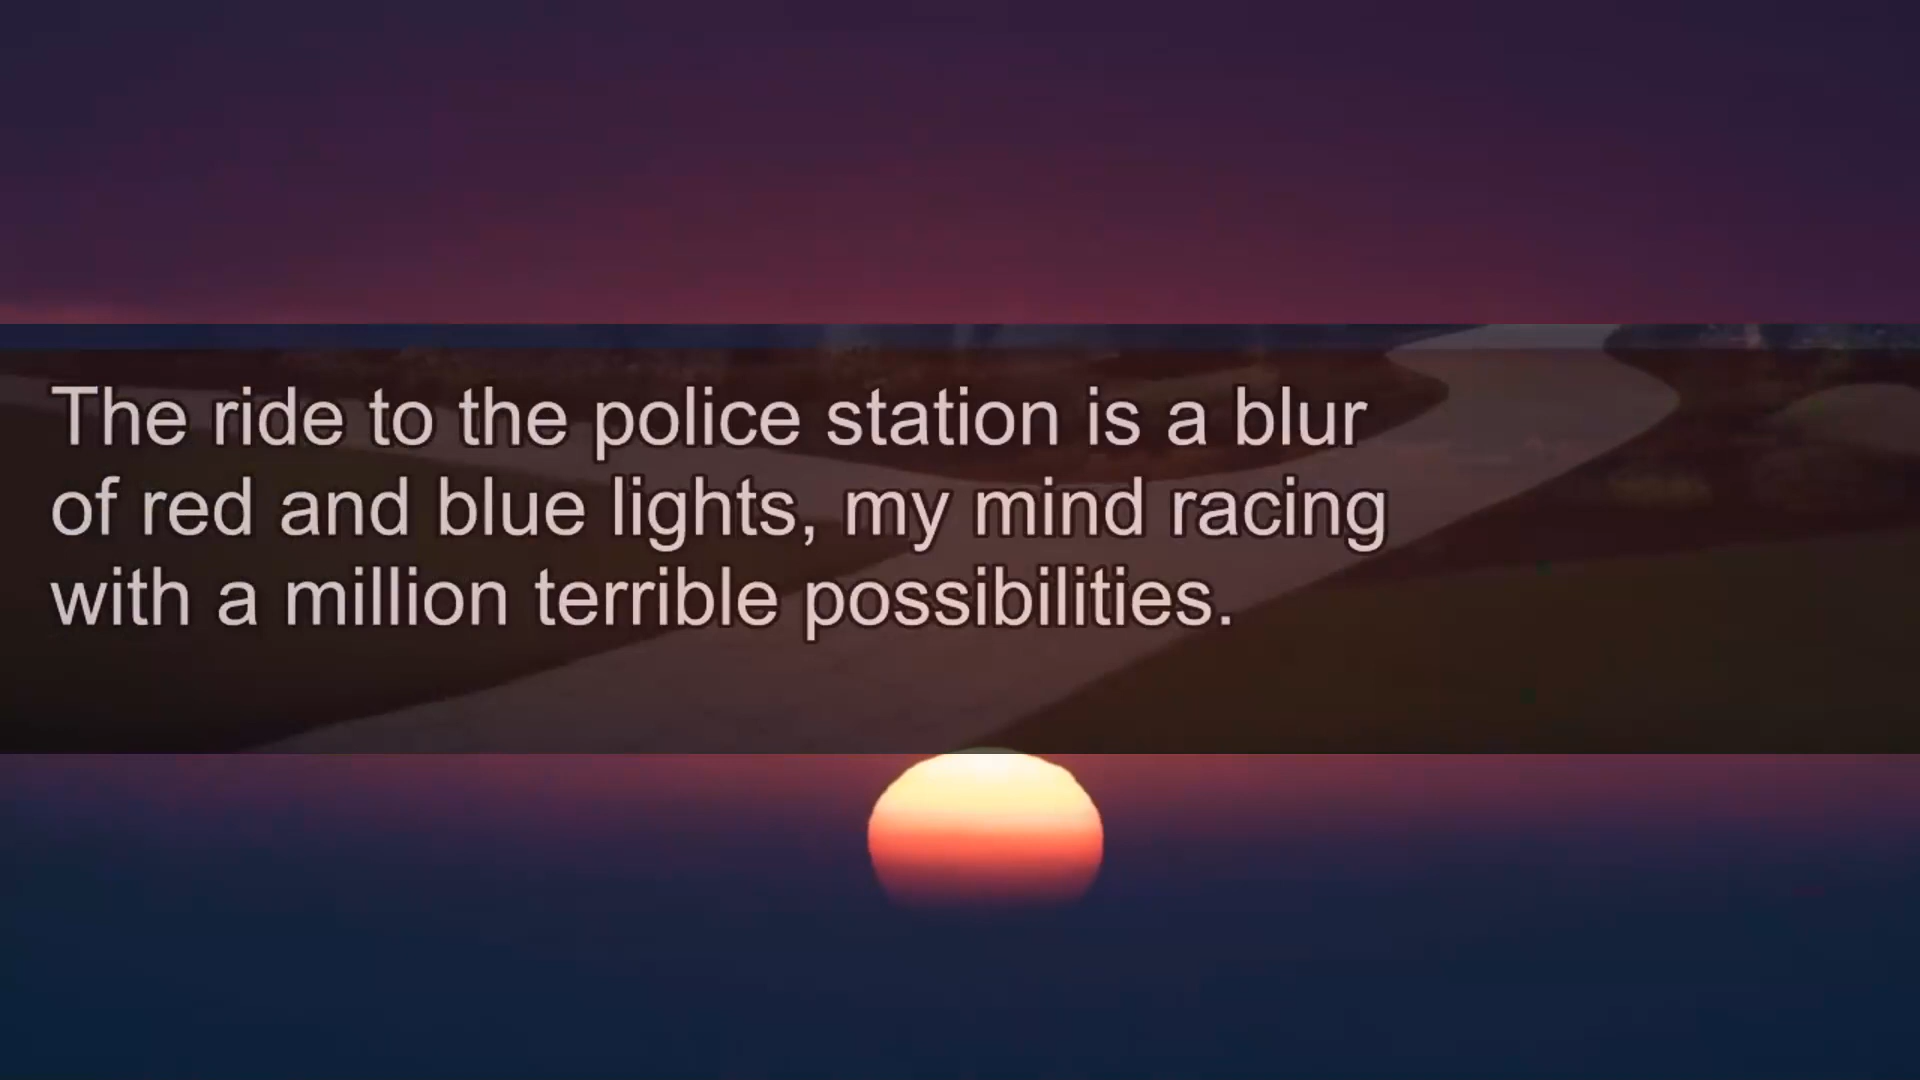 The ride to the police station is a blur
of red and blue lights, my mind racing
with a million terrible possibilities.